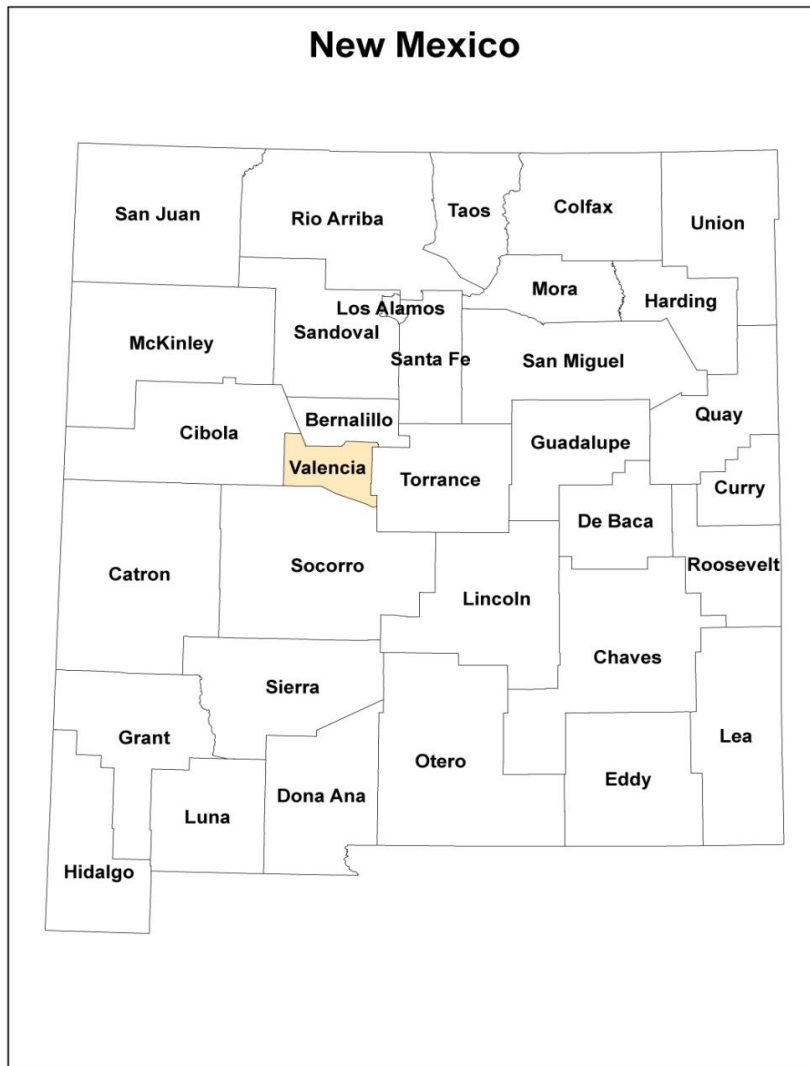 New Mexico
San Juan
Rio Arriba
Taos
Colfax
Union
Mora
Harding
Los Alamos
McKinley
Sandoval
Santa Fe
San Miguel
Bernalillo
Quay
Cibola
Guadalupe
Valencia
Torrance
Curry
De Baca
Socorro
Roosevelt
Catron
Lincoln
Chaves
Sierra
Grant
Lea
Otero
Eddy
Dona Ana
Luna
Hidalgo